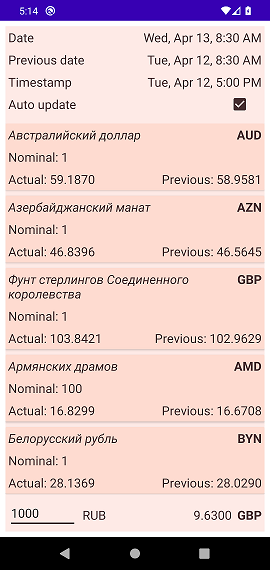 5:14
Date Wed, Apr 13, 8:30 AM
Previous date Tue, Apr 12, 8:30 AM
Timestamp Tue, Apr 12, 5:00 PM
Auto update
Австралийский доллар AUD
Nominal: 1
Actual: 59.1870 Previous: 58.9581
Азербайджанский манат AZN
Nominal: 1
Actual: 46.8396 Previous: 46.5645
Фунт стерлингов Соединенного GBP
королевства
Nominal: 1
Actual: 103.8421 Previous: 102.9629
Армянских драмов AMD
Nominal: 100
Actual: 16.8299 Previous: 16.6708
Белорусский рубль BYN
Nominal: 1
Actual: 28.1369 Previous: 28.0290
1000 RUB 9.6300 GBP